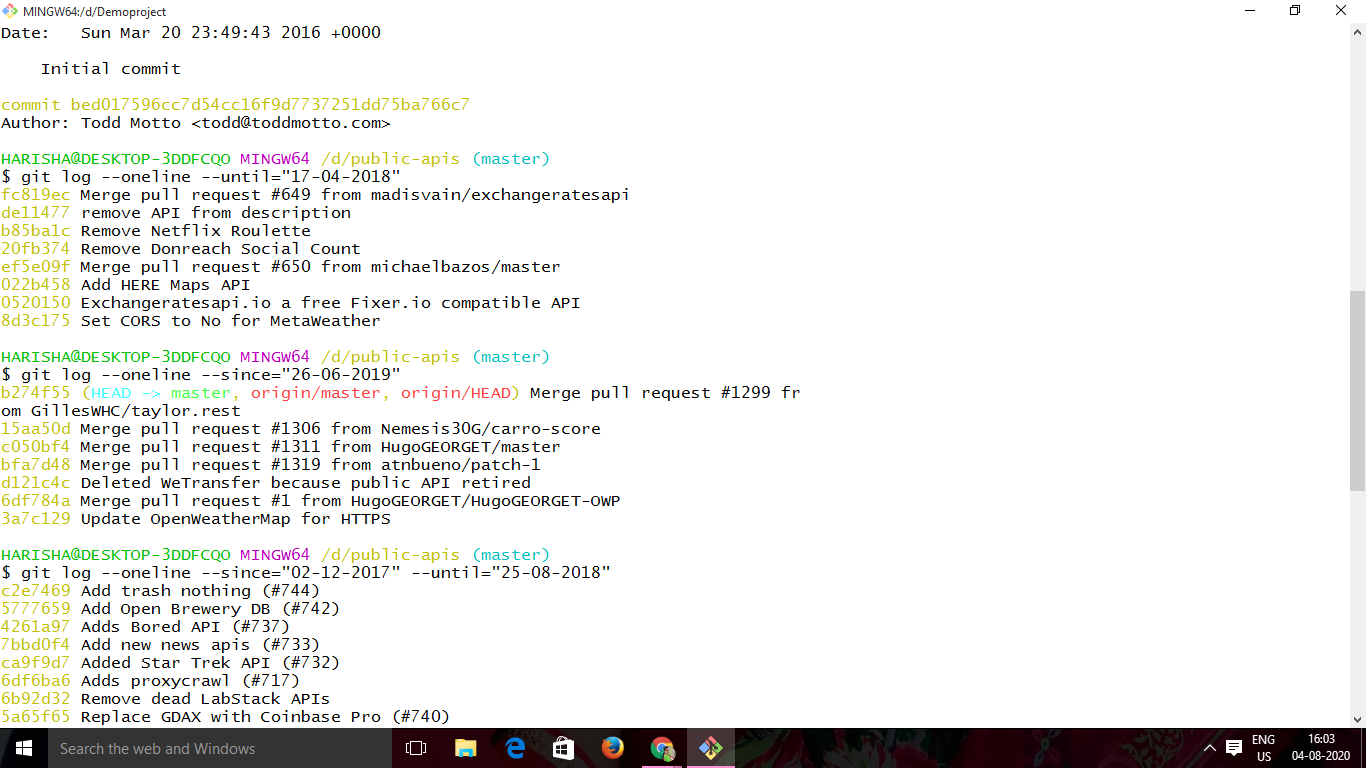 MINGW64:/d/Demoproject
Date:   Sun Mar 20 23:49:43 2016 +0000
    Initial commit
commit bed017596cc7d54cc16f9d7737251dd75ba766c7
Author: Todd Motto <todd@toddmotto.com>
HARISHA@DESKTOP-3DDFCQO MINGW64 /d/public-apis (master)
$ git log --oneline --until="17-04-2018"
fc819ec Merge pull request #649 from madisvain/exchangeratesapi
de11477 remove API from description
b85ba1c Remove Netflix Roulette
20fb374 Remove Donreach Social Count
ef5e09f Merge pull request #650 from michaelbazos/master
022b458 Add HERE Maps API
0520150 Exchangeratesapi.io a free Fixer.io compatible API
8d3c175 Set CORS to No for MetaWeather
HARISHA@DESKTOP-3DDFCQO MINGW64 /d/public-apis (master)
$ git log --oneline --since="26-06-2019"
b274f55 (HEAD -> master, origin/master, origin/HEAD) Merge pull request #1299 fr
om GillesWHC/taylor.rest
15aa50d Merge pull request #1306 from Nemesis30G/carro-score
c050bf4 Merge pull request #1311 from HugoGEORGET/master
bfa7d48 Merge pull request #1319 from atnbueno/patch-1
d121c4c Deleted WeTransfer because public API retired
6df784a Merge pull request #1 from HugoGEORGET/HugoGEORGET-OWP
3a7c129 Update OpenWeatherMap for HTTPS
HARISHA@DESKTOP-3DDFCQO MINGW64 /d/public-apis (master)
$ git log --oneline --since="02-12-2017" --until="25-08-2018"
c2e7469 Add trash nothing (#744)
5777659 Add Open Brewery DB (#742)
4261a97 Adds Bored API (#737)
7bbd0f4 Add new news apis (#733)
ca9f9d7 Added Star Trek API (#732)
6df6ba6 Adds proxycrawl (#717)
6b92d32 Remove dead LabStack APIs
5a65f65 Replace GDAX with Coinbase Pro (#740)
Search the web and Windows
ENG
US
16:03
04-08-2020